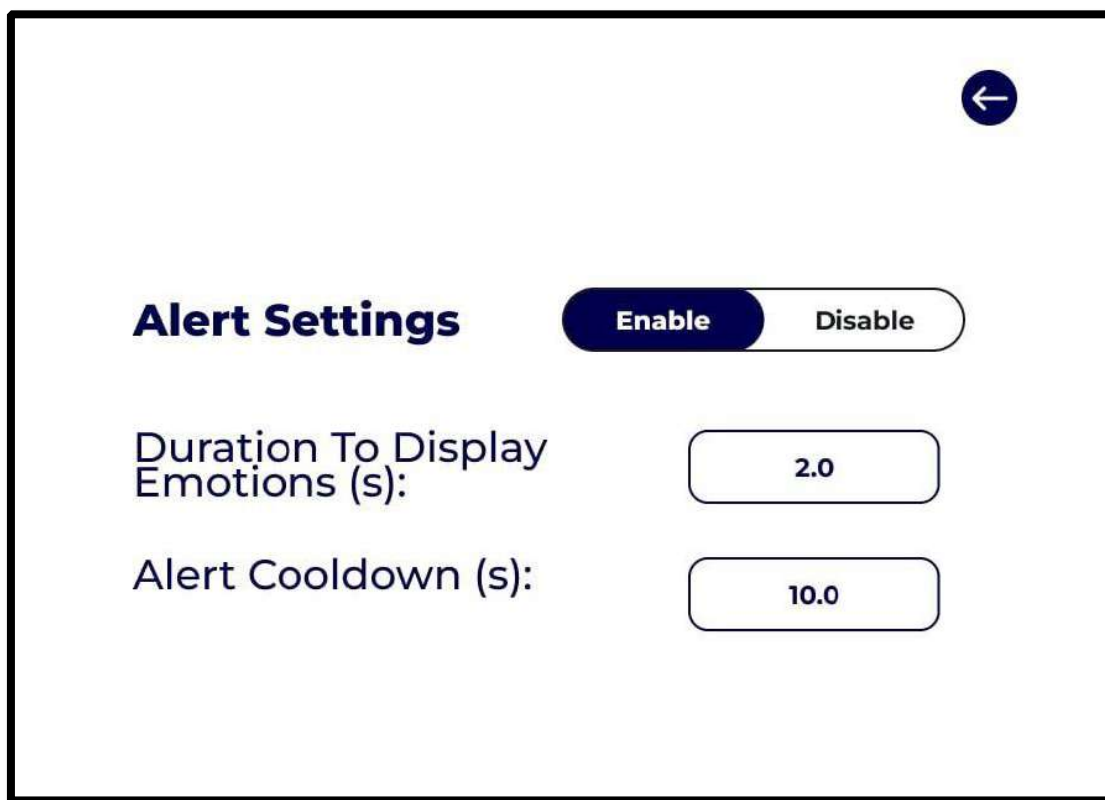 Alert Settings
Enable
Disable
Duration To Display
Emotions (s):
2.0
Alert Cooldown (s):
10.0